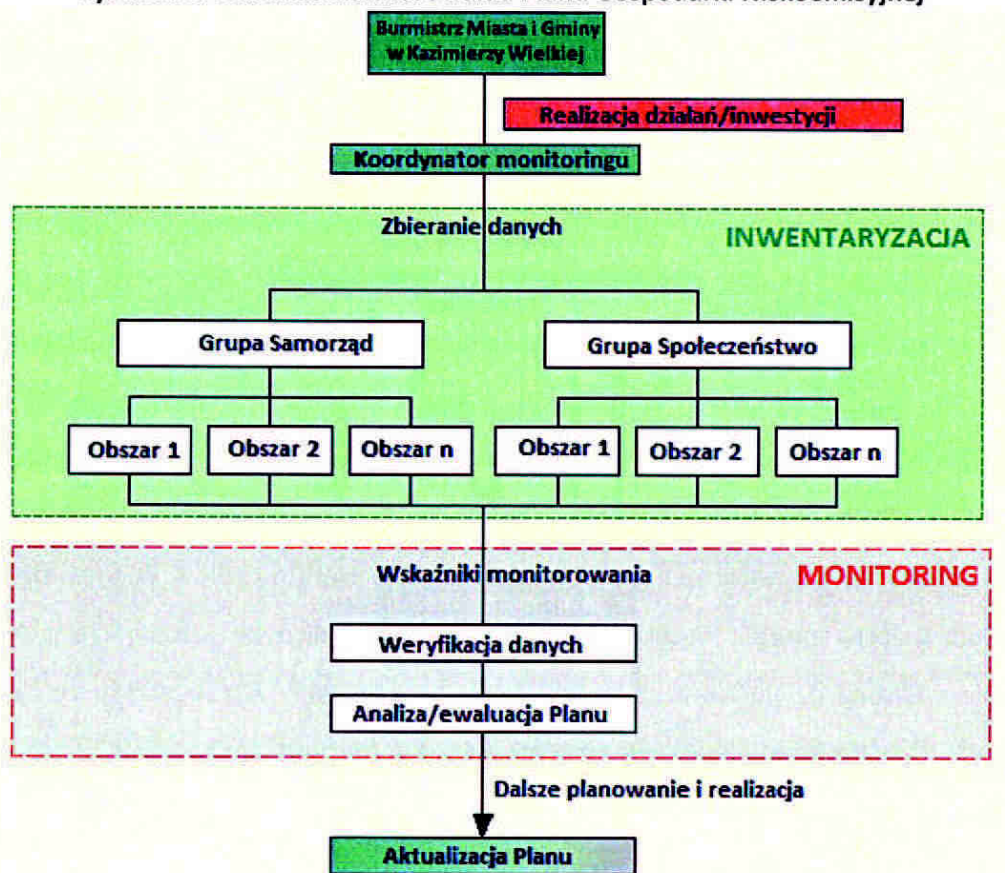 Burmistrz Miasta i Gminy
w Kazimierzy Wielkiej
Realizacja działań/inwestycji
Koordynator monitoringu
Zbieranie danych
INWENTARYZACJA
Grupa Samorząd
Grupa Społeczeństwo
Obszar 1
Obszar 2
Obszar n
Obszar 1
Obszar 2
Obszar n
Wskaźniki monitorowania
MONITORING
Weryfikacja danych
Analiza/ewaluacja Planu
Dalsze planowanie i realizacja
Aktualizacja Planu